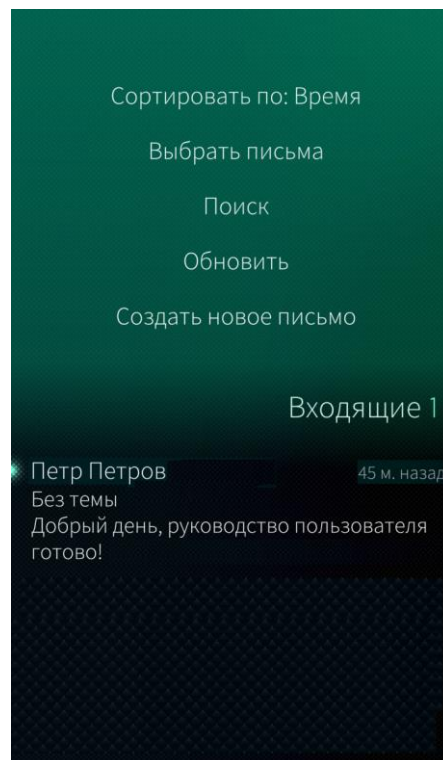 Сортировать по: Время
Выбрать письма
Поиск
Обновить
Создать новое письмо
Входящие 1
Петр Петров 45 м. назад
Без темы
Добрый день, руководство пользователя
готово!